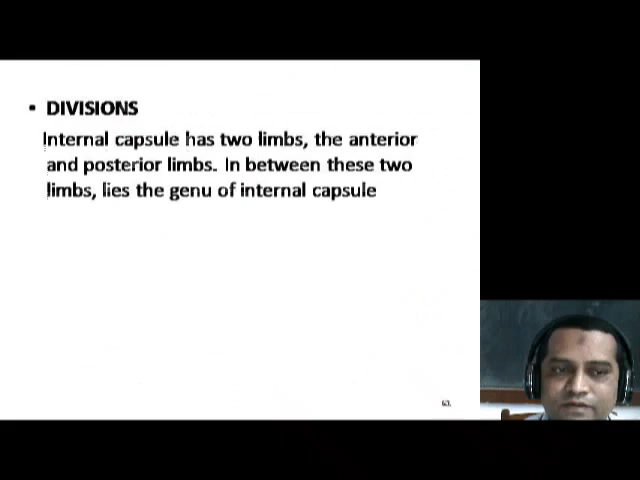 • DIVISIONS
Internal capsule has two limbs, the anterior
and posterior limbs. In between these two
limbs, lies the genu of internal capsule